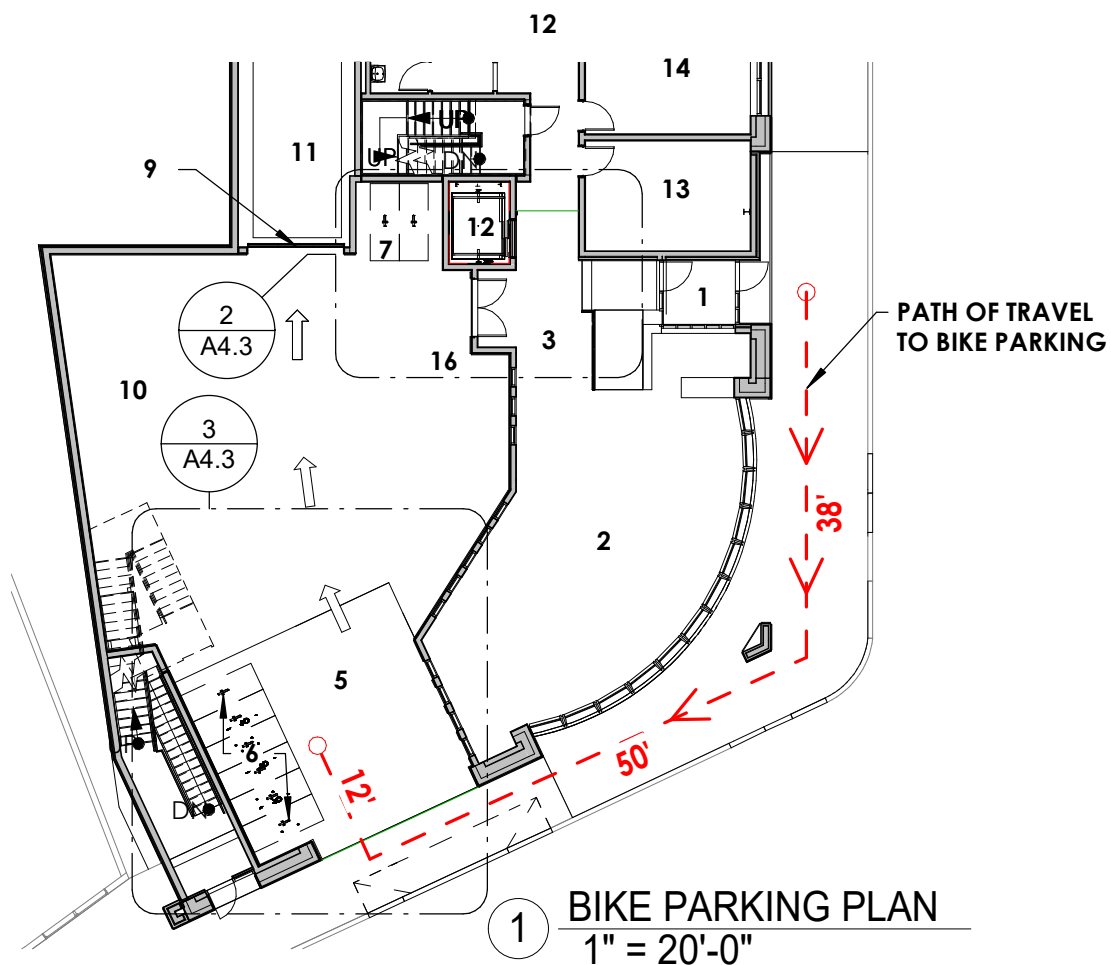 12
14
UP
11
UP
DN
9
13
12
7
1
2
A4.3
3
PATH OF TRAVEL
TO BIKE PARKING
16
10
3
A4.3
38'
2
5
6
12'
50'
DN
1
BIKE PARKING PLAN
1" = 20'-0"